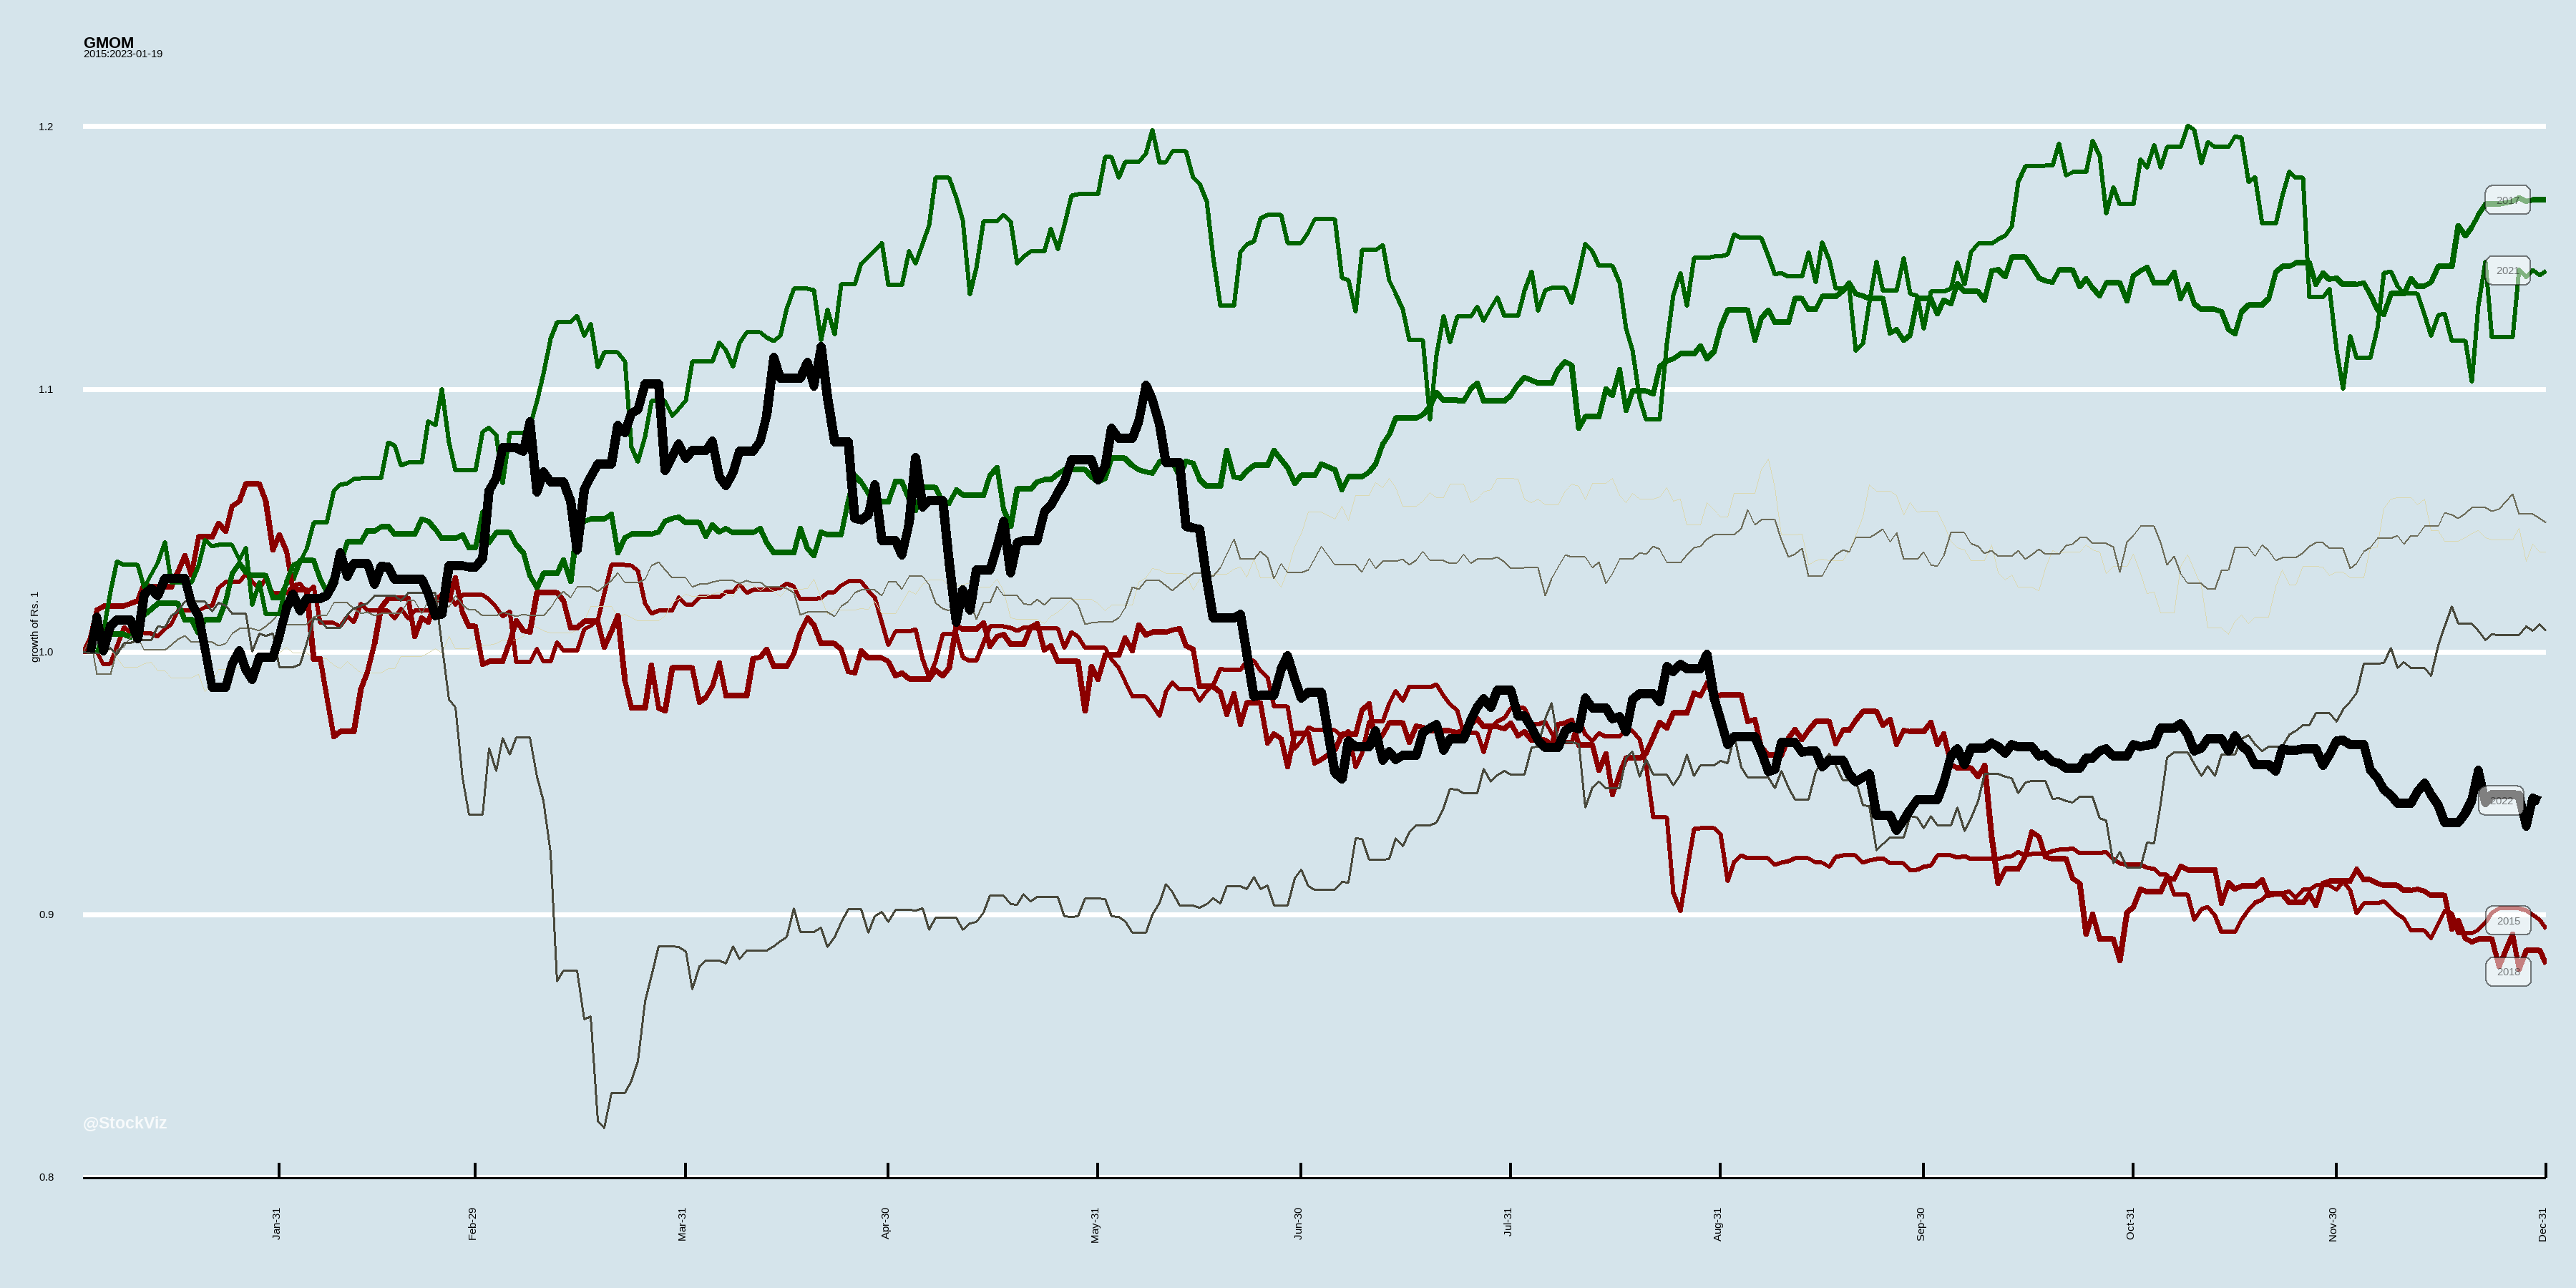 GMOM
2015:2023-01-19
1.2
1.1
1.0
0.9
0.8
growth of Rs. 1
2017
2021
2022
2015
2018
@StockViz
Jan-31
Feb-29
Mar-31
Apr-30
May-31
Jun-30
Jul-31
Aug-31
Sep-30
Oct-31
Nov-30
Dec-31